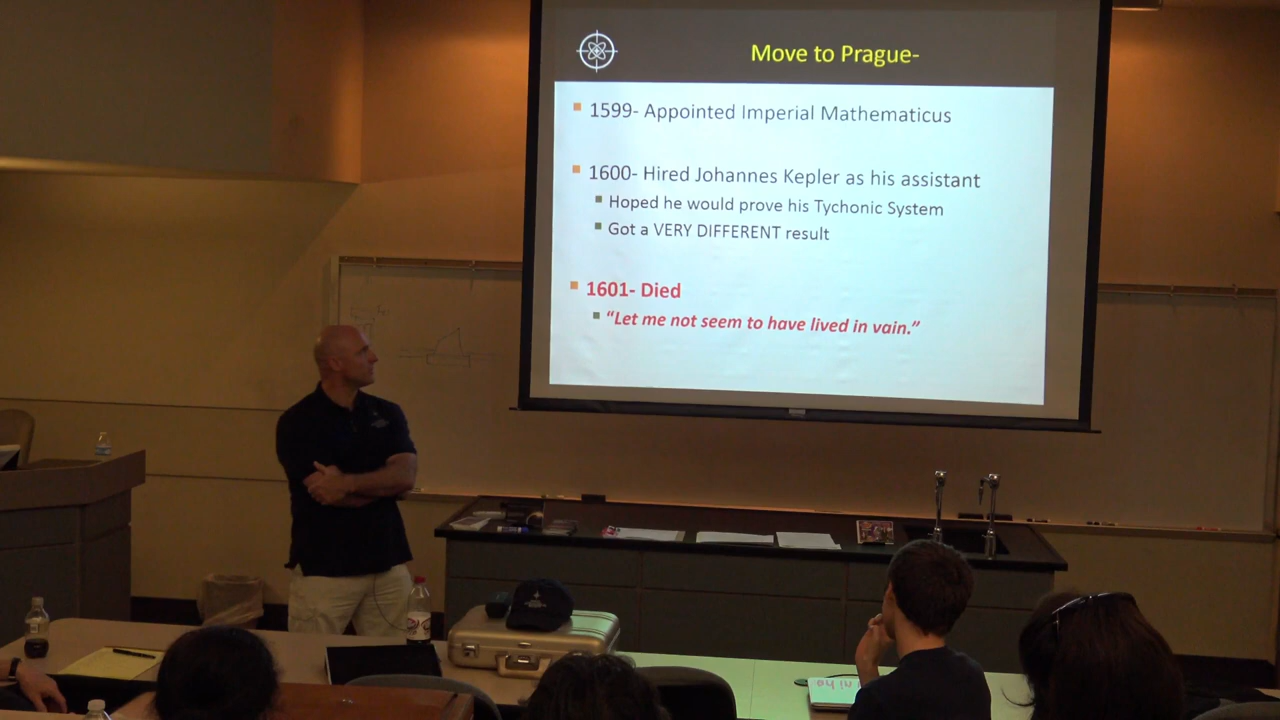 Move to Prague-
1599- Appointed Imperial Mathematicus
1600- Hired Johannes Kepler as his assistant
Hoped he would prove his Tychonic System
Got a VERY DIFFERENT result
1601- Died
“Let me not seem to have lived in vain.”